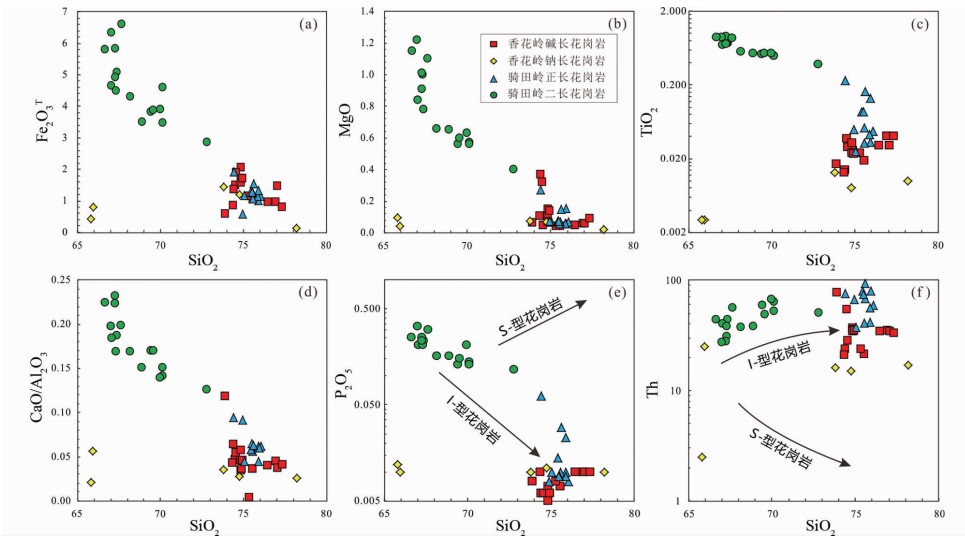 (a)
7
6
5
4
3
2
1
0
Fe₂O₃ᵀ
65 70 75 80
SiO₂
(b)
1.4
1.2
1.0
0.8
0.6
0.4
0.2
0.0
MgO
香花岭碱长花岗岩
香花岭钠长花岗岩
骑田岭正长花岗岩
骑田岭二长花岗岩
65 70 75 80
SiO₂
(c)
2.000
0.200
0.020
0.002
TiO₂
65 70 75 80
SiO₂
(d)
0.25
0.20
0.15
0.10
0.05
0.00
CaO/Al₂O₃
65 70 75 80
SiO₂
(e)
0.500
0.050
0.005
P₂O₅
S-型花岗岩
I-型花岗岩
65 70 75 80
SiO₂
(f)
100
10
1
Th
I-型花岗岩
S-型花岗岩
65 70 75 80
SiO₂